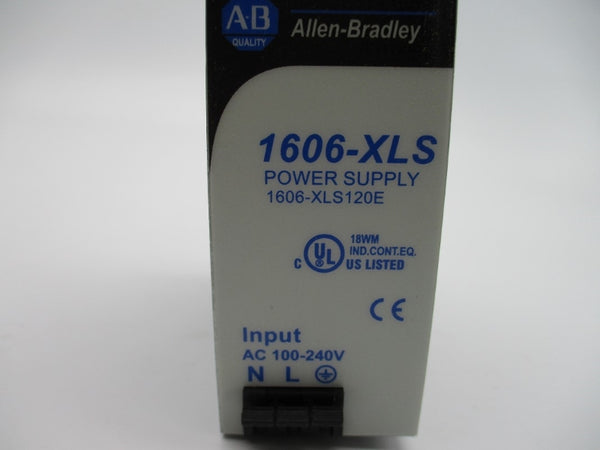 A-B
QUALITY
Allen-Bradley
1606-XLS
POWER SUPPLY
1606-XLS120E
18WM
IND.CONT.EQ.
C UL US LISTED
CE
Input
AC 100-240V
N L